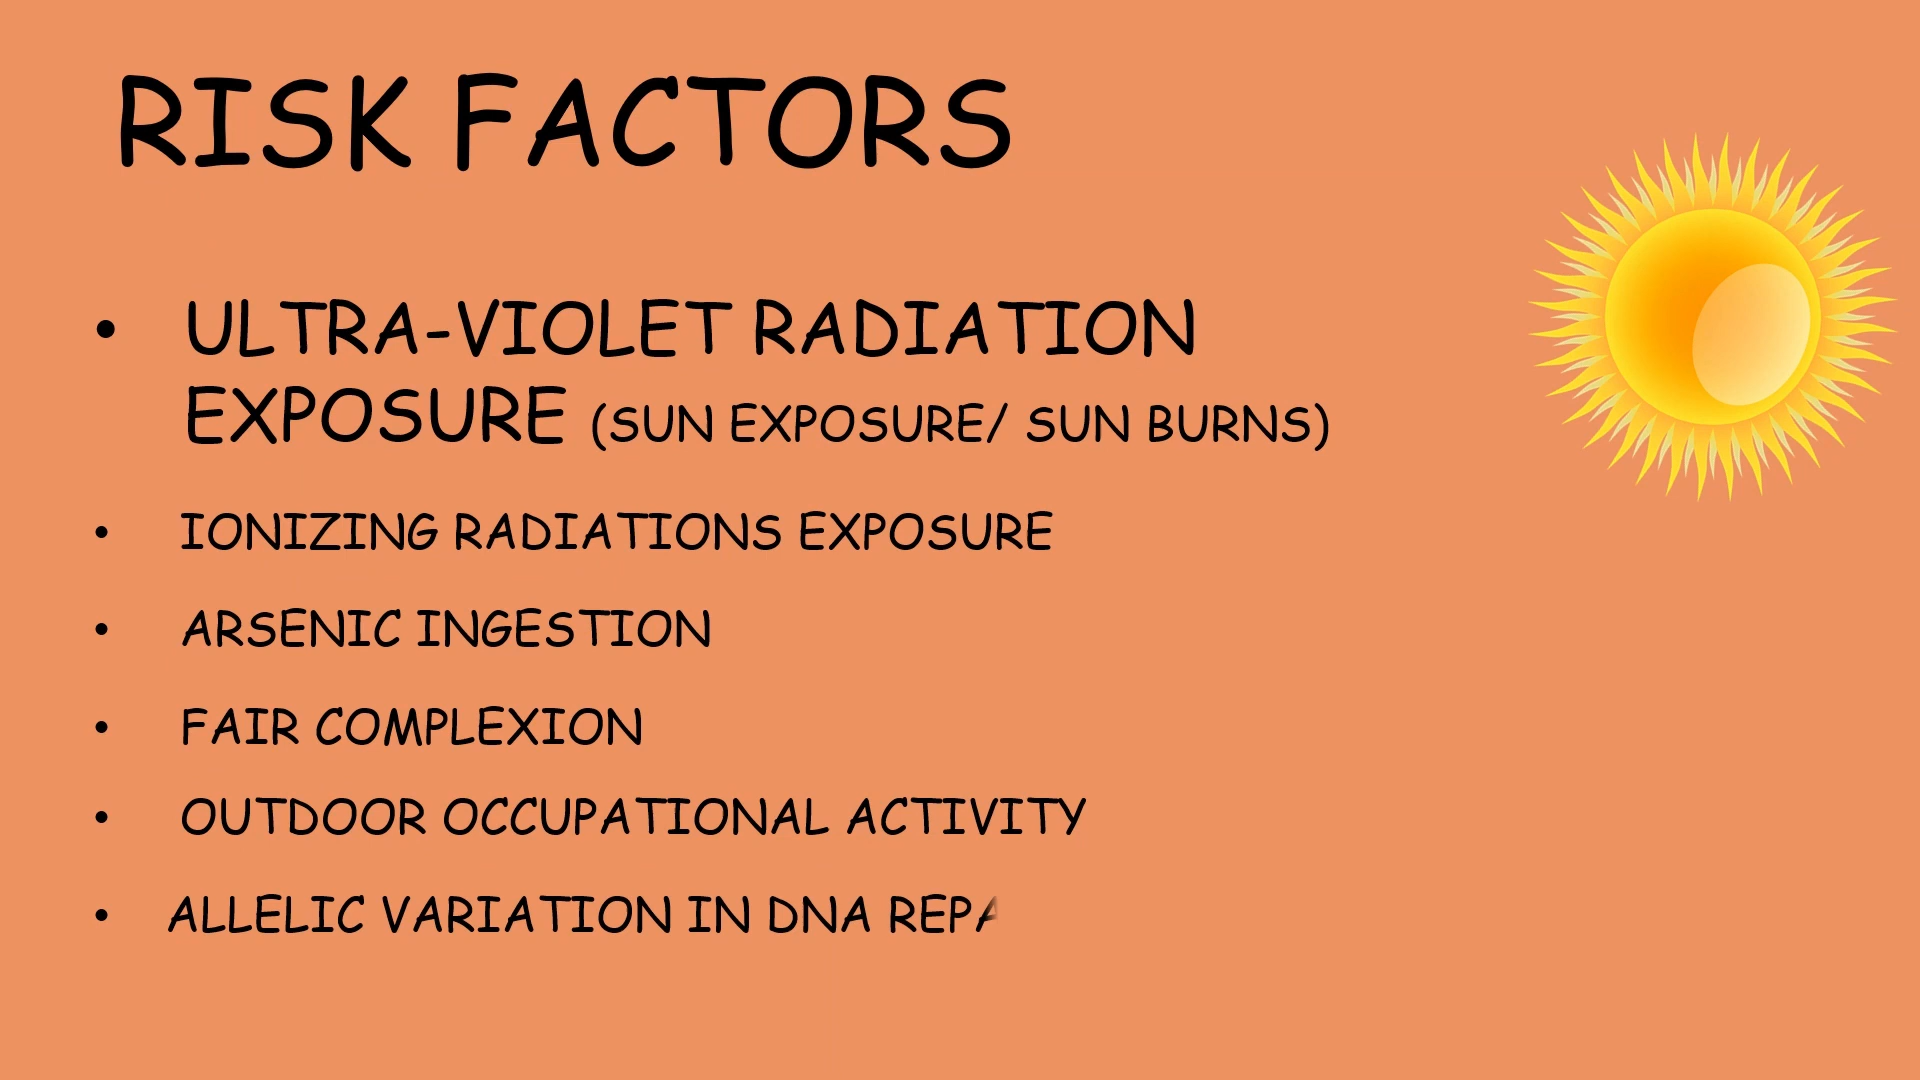 RISK FACTORS
• ULTRA-VIOLET RADIATION
EXPOSURE (SUN EXPOSURE/ SUN BURNS)
• IONIZING RADIATIONS EXPOSURE
• ARSENIC INGESTION
• FAIR COMPLEXION
• OUTDOOR OCCUPATIONAL ACTIVITY
• ALLELIC VARIATION IN DNA